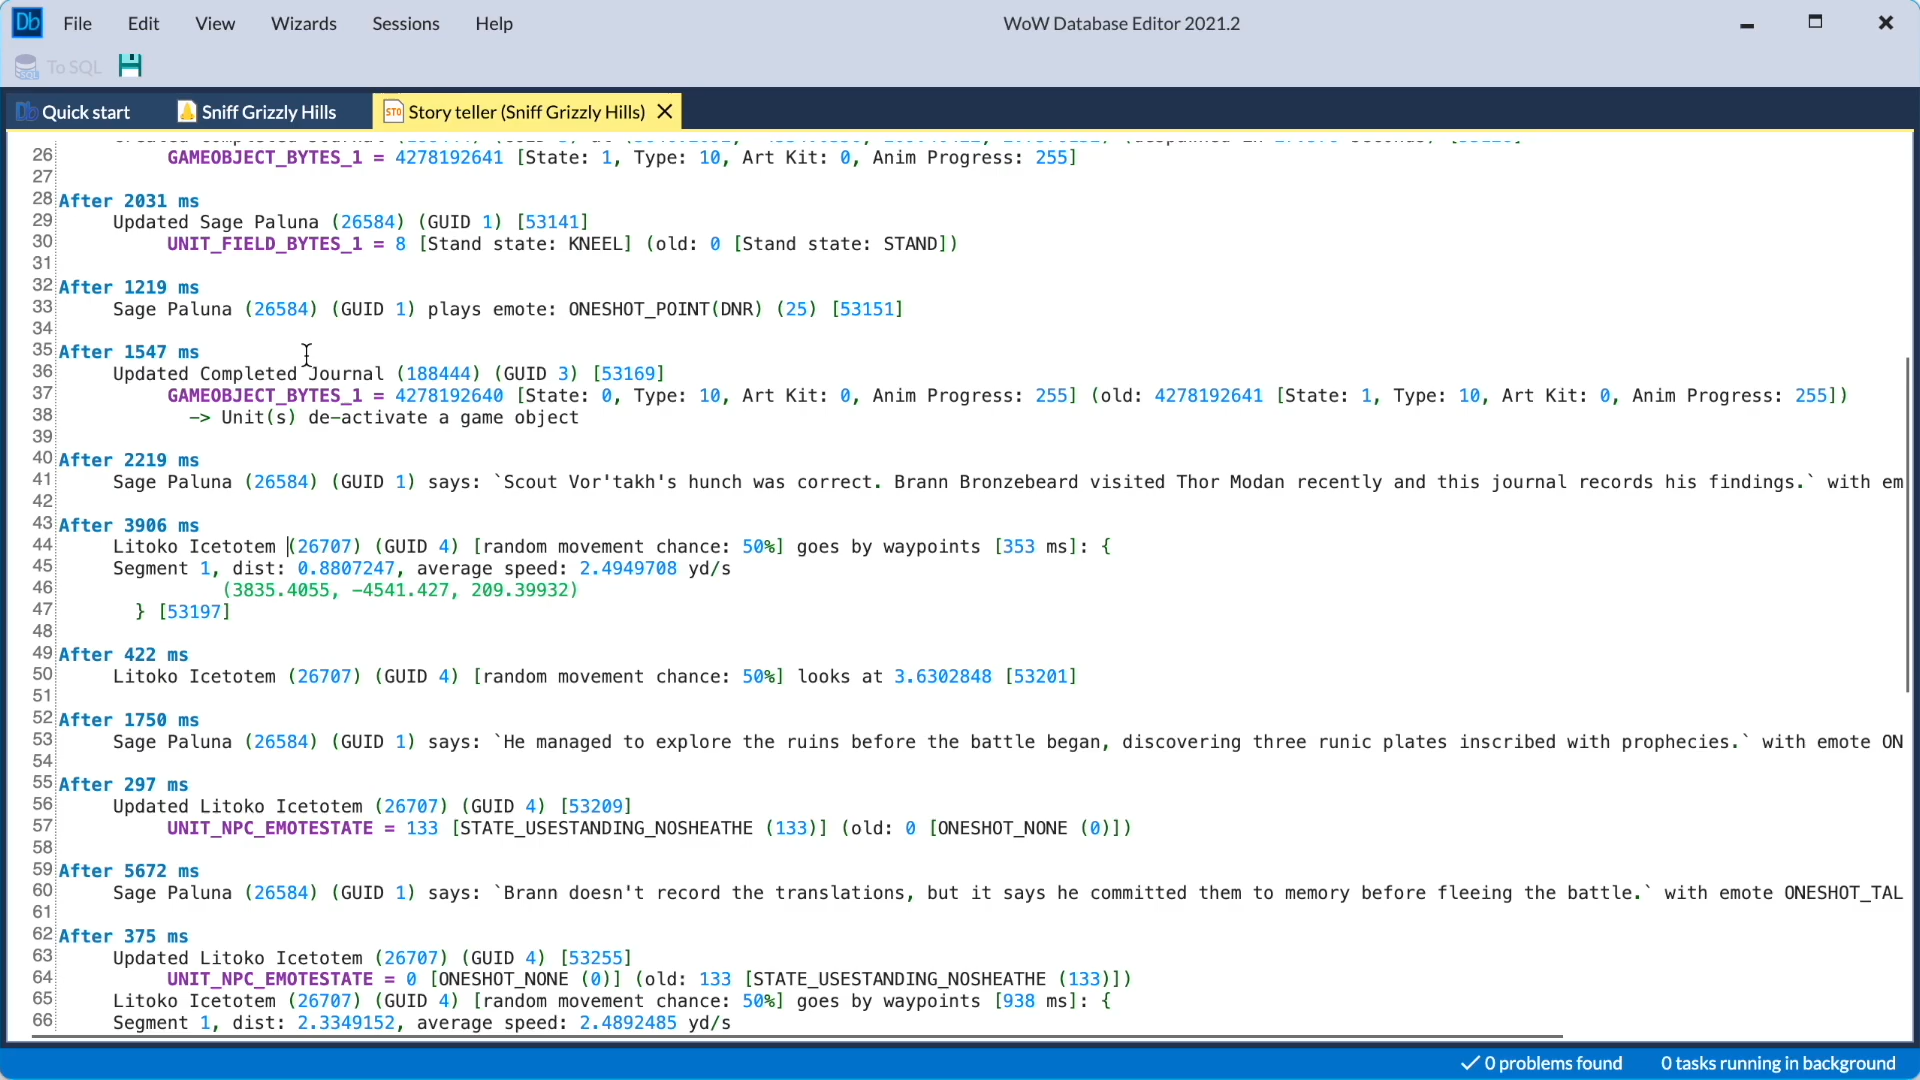 Db File Edit View Wizards Sessions Help WoW Database Editor 2021.2
To SQL
Db Quick start Sniff Grizzly Hills STO Story teller (Sniff Grizzly Hills)
26 GAMEOBJECT_BYTES_1 = 4278192641 [State: 1, Type: 10, Art Kit: 0, Anim Progress: 255]
27
28 After 2031 ms
29 Updated Sage Paluna (26584) (GUID 1) [53141]
30 UNIT_FIELD_BYTES_1 = 8 [Stand state: KNEEL] (old: 0 [Stand state: STAND])
31
32 After 1219 ms
33 Sage Paluna (26584) (GUID 1) plays emote: ONESHOT_POINT(DNR) (25) [53151]
34
35 After 1547 ms
36 Updated Completed Journal (188444) (GUID 3) [53169]
37 GAMEOBJECT_BYTES_1 = 4278192640 [State: 0, Type: 10, Art Kit: 0, Anim Progress: 255] (old: 4278192641 [State: 1, Type: 10, Art Kit: 0, Anim Progress: 255])
38 -> Unit(s) de-activate a game object
39
40 After 2219 ms
41 Sage Paluna (26584) (GUID 1) says: `Scout Vor'takh's hunch was correct. Brann Bronzebeard visited Thor Modan recently and this journal records his findings.` with em
42
43 After 3906 ms
44 Litoko Icetotem (26707) (GUID 4) [random movement chance: 50%] goes by waypoints [353 ms]: {
45 Segment 1, dist: 0.8807247, average speed: 2.4949708 yd/s
46 (3835.4055, -4541.427, 209.39932)
47 } [53197]
48
49 After 422 ms
50 Litoko Icetotem (26707) (GUID 4) [random movement chance: 50%] looks at 3.6302848 [53201]
51
52 After 1750 ms
53 Sage Paluna (26584) (GUID 1) says: `He managed to explore the ruins before the battle began, discovering three runic plates inscribed with prophecies.` with emote ON
54
55 After 297 ms
56 Updated Litoko Icetotem (26707) (GUID 4) [53209]
57 UNIT_NPC_EMOTESTATE = 133 [STATE_USESTANDING_NOSHEATHE (133)] (old: 0 [ONESHOT_NONE (0)])
58
59 After 5672 ms
60 Sage Paluna (26584) (GUID 1) says: `Brann doesn't record the translations, but it says he committed them to memory before fleeing the battle.` with emote ONESHOT_TAL
61
62 After 375 ms
63 Updated Litoko Icetotem (26707) (GUID 4) [53255]
64 UNIT_NPC_EMOTESTATE = 0 [ONESHOT_NONE (0)] (old: 133 [STATE_USESTANDING_NOSHEATHE (133)])
65 Litoko Icetotem (26707) (GUID 4) [random movement chance: 50%] goes by waypoints [938 ms]: {
66 Segment 1, dist: 2.3349152, average speed: 2.4892485 yd/s
0 problems found 0 tasks running in background